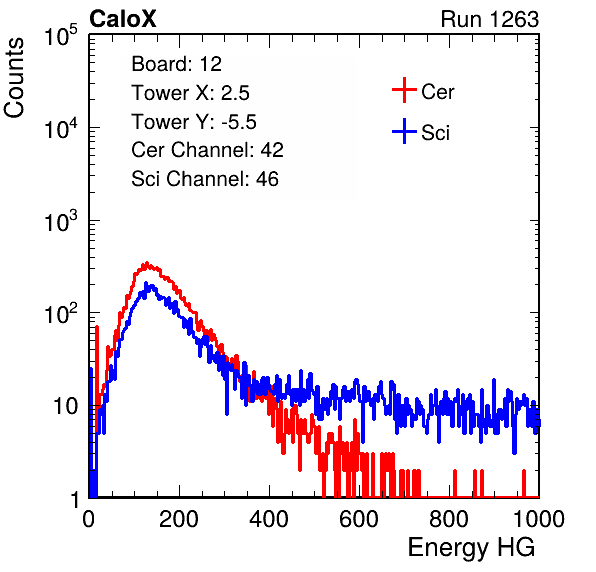 CaloX Run 1263
Counts
Board: 12
Tower X: 2.5
Tower Y: -5.5
Cer Channel: 42
Sci Channel: 46
Cer
Sci
10^5
10^4
10^3
10^2
10
1
0 200 400 600 800 1000
Energy HG